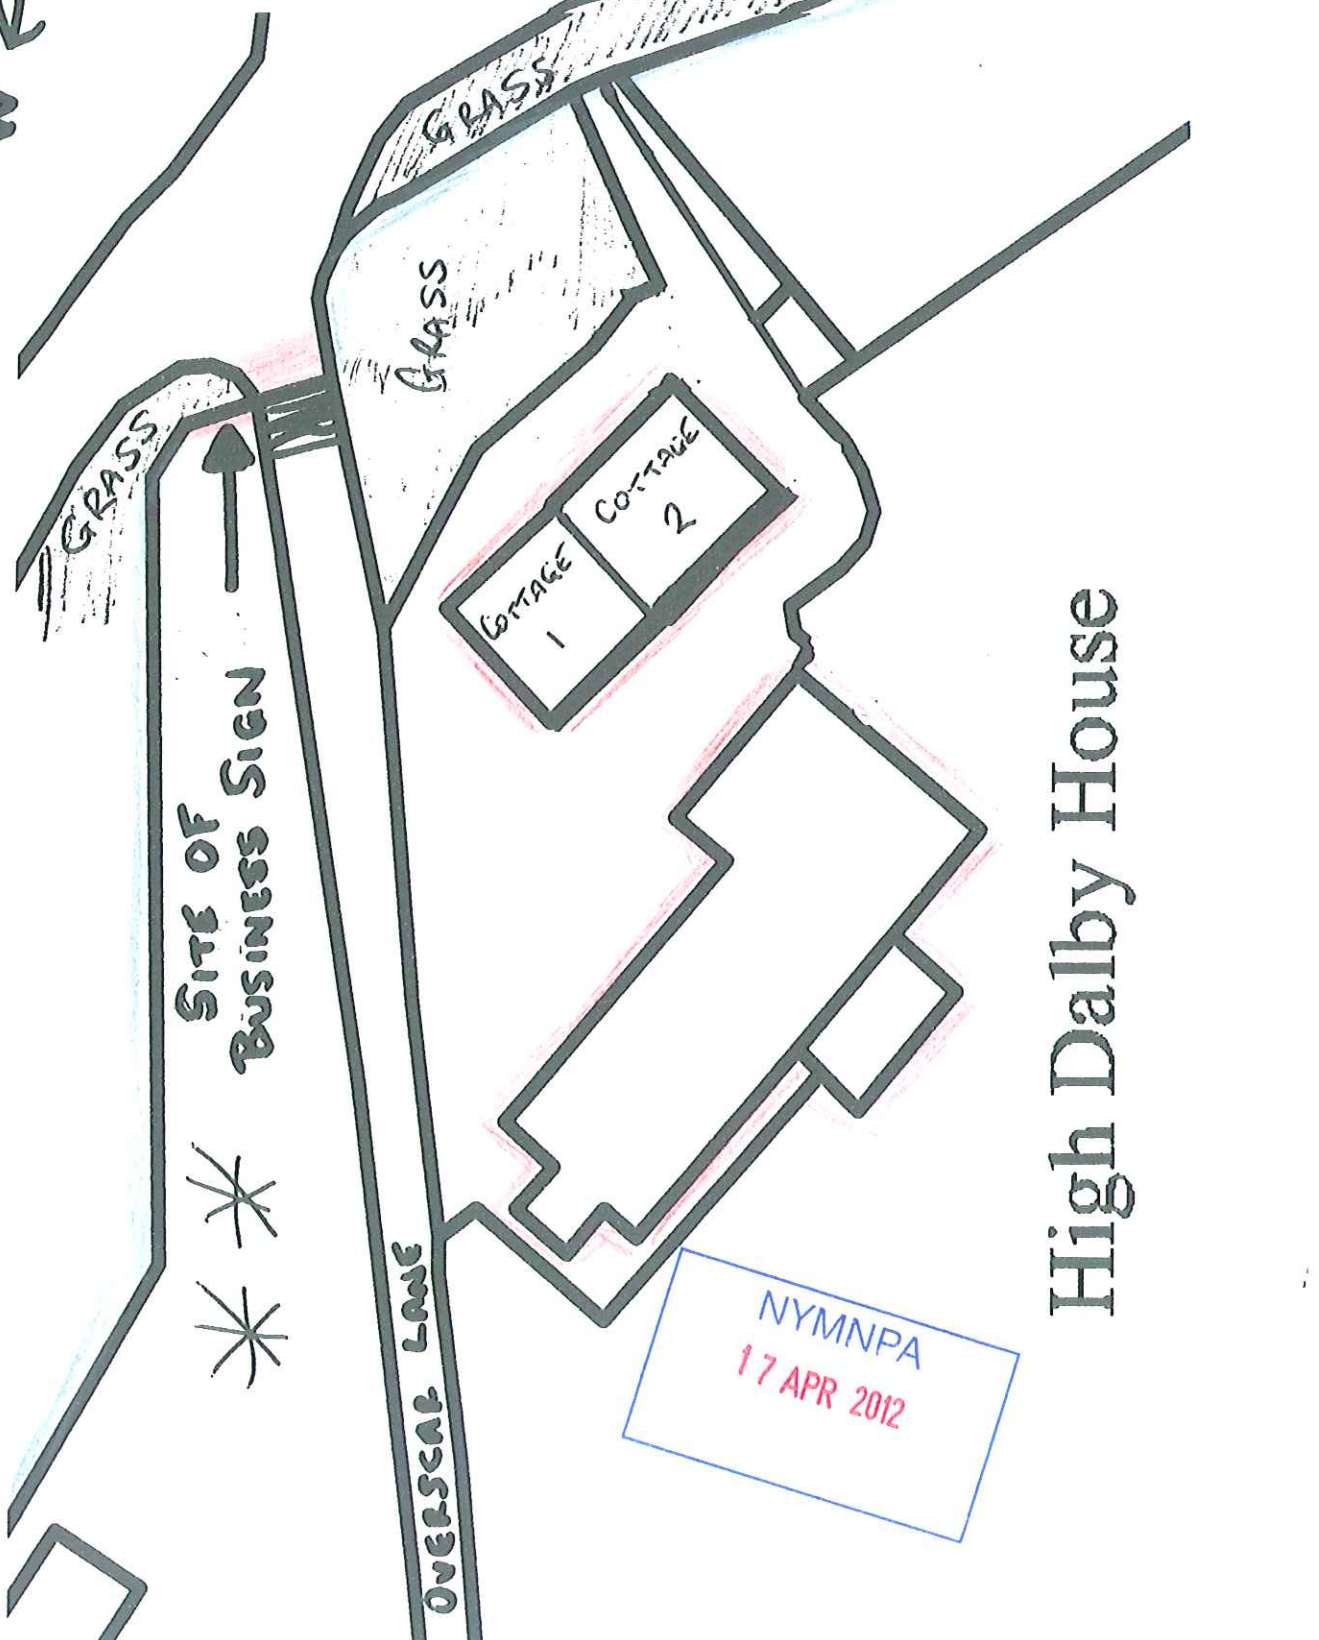 GRASS
GRASS
GRASS
COTTAGE
2
COTTAGE
1
SITE OF
BUSINESS SIGN
OVERSCAR LANE
High Dalby House
NYMNPA
17 APR 2012